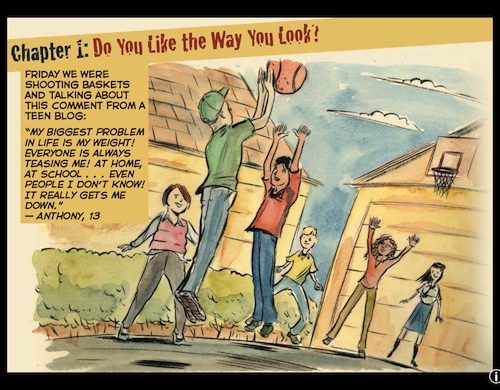 Chapter 1: Do You Like the Way You Look?
FRIDAY WE WERE
SHOOTING BASKETS
AND TALKING ABOUT
THIS COMMENT FROM A
TEEN BLOG:
"MY BIGGEST PROBLEM
IN LIFE IS MY WEIGHT!
EVERYONE IS ALWAYS
TEASING ME! AT HOME,
AT SCHOOL . . . EVEN
PEOPLE I DON'T KNOW!
IT REALLY GETS ME
DOWN."
— ANTHONY, 13
i